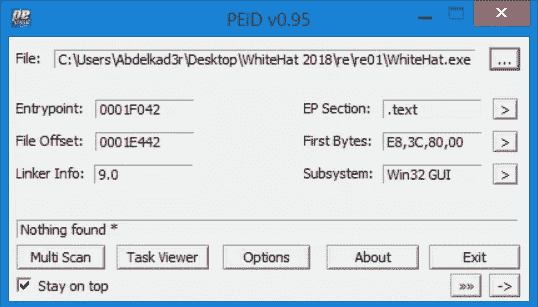 PEiD v0.95
File: C:\Users\Abdelkad3r\Desktop\WhiteHat 2018\re\re01\WhiteHat.exe ...
Entrypoint: 0001F042 EP Section: .text >
File Offset: 0001E442 First Bytes: E8,3C,80,00 >
Linker Info: 9.0 Subsystem: Win32 GUI >
Nothing found *
Multi Scan Task Viewer Options About Exit
Stay on top »» ->